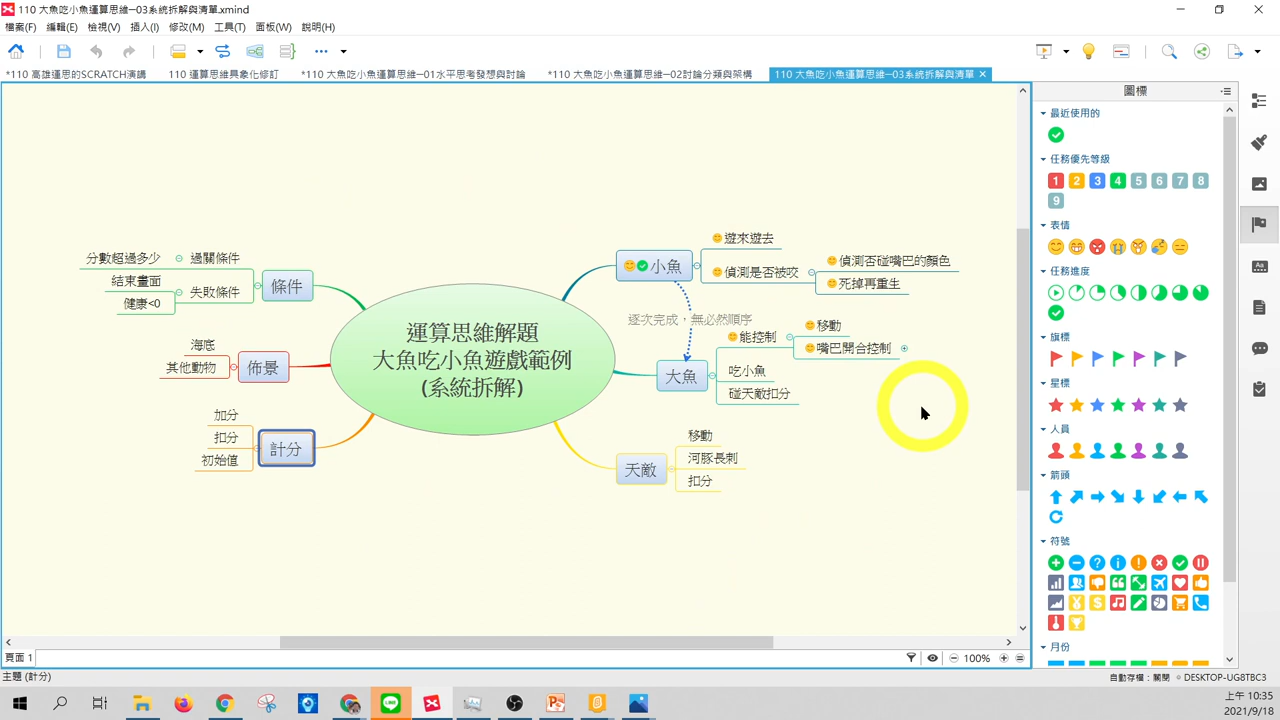 110 大魚吃小魚運算思維─03系統拆解與清單.xmind
檔案(F) 編輯(E) 檢視(V) 插入(I) 修改(M) 工具(T) 面板(W) 說明(H)
*110 高雄運思的SCRATCH演講 110 運算思維具象化修訂 *110 大魚吃小魚運算思維─01水平思考發想與討論 *110 大魚吃小魚運算思維─02討論分類與架構 110 大魚吃小魚運算思維─03系統拆解與清單
圖標
最近使用的
任務優先等級
1 2 3 4 5 6 7 8
9
表情
任務進度
旗標
星標
人員
箭頭
符號
月份
分數超過多少 過關條件
結束畫面
健康<0
失敗條件
條件
海底
其他動物
佈景
加分
扣分
初始值
計分
運算思維解題
大魚吃小魚遊戲範例
(系統拆解)
小魚
遊來遊去
偵測是否被咬
偵測否碰嘴巴的顏色
死掉再重生
逐次完成，無必然順序
大魚
能控制
移動
嘴巴開合控制
吃小魚
碰天敵扣分
天敵
移動
河豚長刺
扣分
頁面 1
100%
主題 (計分)
自動存檔：關閉 DESKTOP-UG8TBC3
上午 10:35
2021/9/18